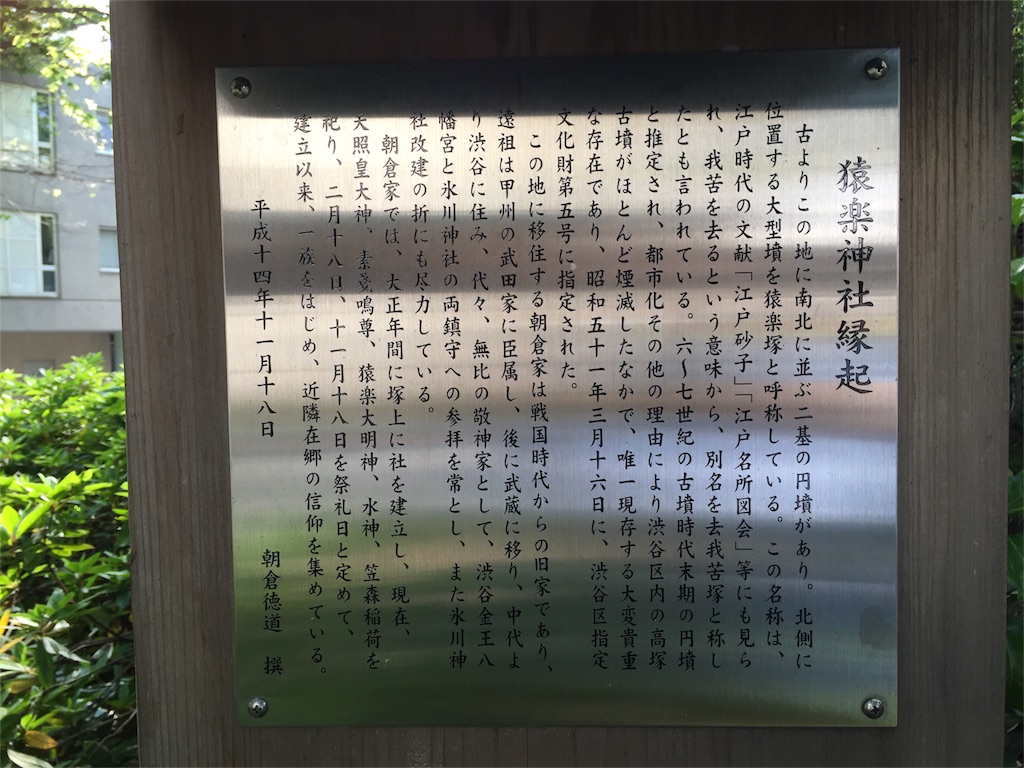 猿楽神社縁起
古よりこの地に南北に並ぶ二基の円墳があり。北側に
位置する大型墳を猿楽塚と呼称している。この名称は、
江戸時代の文献「江戸砂子」「江戸名所図会」等にも見ら
れ、我苦を去るという意味から、別名を去我苦塚と称し
たとも言われている。六〜七世紀の古墳時代末期の円墳
と推定され、都市化その他の理由により渋谷区内の高塚
古墳がほとんど煙滅したなかで、唯一現存する大変貴重
な存在であり、昭和五十一年三月十六日に、渋谷区指定
文化財第五号に指定された。
この地に移住する朝倉家は戦国時代からの旧家であり、
遠祖は甲州の武田家に臣属し、後に武蔵に移り、中代よ
り渋谷に住み、代々、無比の敬神家として、渋谷金王八
幡宮と氷川神社の両鎮守への参拝を常とし、また氷川神
社改建の折にも尽力している。
朝倉家では、大正年間に塚上に社を建立し、現在、
天照皇大神、素戔嗚尊、猿楽大明神、水神、笠森稲荷を
祀り、二月十八日、十一月十八日を祭礼日と定めて、
建立以来、一族をはじめ、近隣在郷の信仰を集めている。
平成十四年十一月十八日
朝倉徳道 撰